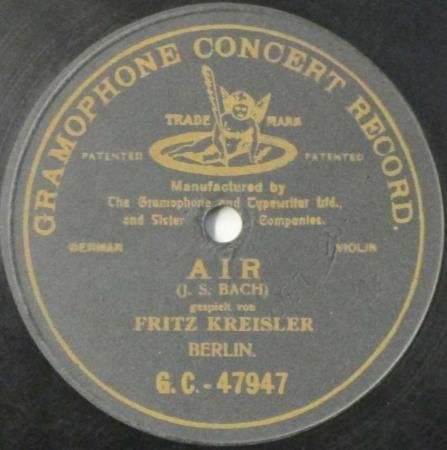 GRAMOPHONE CONCERT RECORD.
TRADE MARK
PATENTED PATENTED
Manufactured by
The Gramophone and Typewriter Ltd.,
and Sister Companies.
GERMAN VIOLIN
AIR
(J. S. BACH)
gespielt von
FRITZ KREISLER
BERLIN.
G. C. - 47947